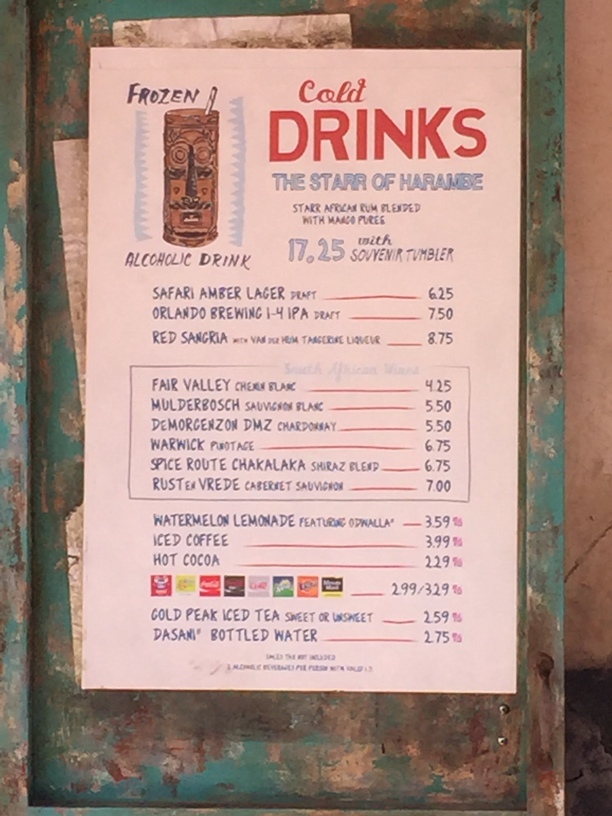 FROZEN
ALCOHOLIC DRINK
Cold
DRINKS
THE STARR OF HARAMBE
STARR AFRICAN RUM BLENDED
WITH MANGO PUREE
17.25 with SOUVENIR TUMBLER
SAFARI AMBER LAGER DRAFT 6.25
ORLANDO BREWING I-4 IPA DRAFT 7.50
RED SANGRIA WITH VAN DER HUM TANGERINE LIQUEUR 8.75
South African Wines
FAIR VALLEY CHENIN BLANC 4.25
MULDERBOSCH SAUVIGNON BLANC 5.50
DeMORGENZON DMZ CHARDONNAY 5.50
WARWICK PINOTAGE 6.75
SPICE ROUTE CHAKALAKA SHIRAZ BLEND 6.75
RUST EN VREDE CABERNET SAUVIGNON 7.00
WATERMELON LEMONADE FEATURING ODWALLA® 3.59
ICED COFFEE 3.99
HOT COCOA 2.29
2.99/3.29
GOLD PEAK ICED TEA SWEET OR UNSWEET 2.59
DASANI® BOTTLED WATER 2.75
SALES TAX NOT INCLUDED
ALCOHOLIC BEVERAGES PER PERSON WITH VALID I.D.